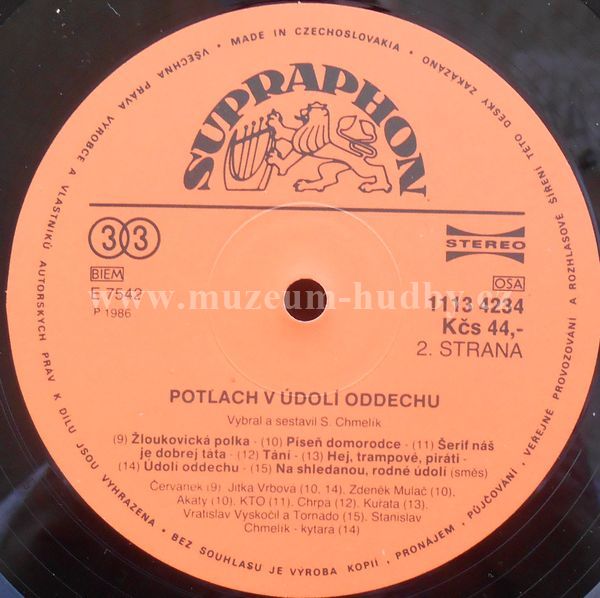 VŠECHNA PRÁVA VÝROBCE A VLASTNÍKŮ AUTORSKÝCH PRÁV K DÍLU JSOU VYHRAZENA • BEZ SOUHLASU JE VÝROBA KOPIÍ, PRONÁJEM, PŮJČOVÁNÍ, VEŘEJNÉ PROVOZOVÁNÍ A ROZHLASOVÉ ŠÍŘENÍ TÉTO DESKY ZAKÁZÁNO • MADE IN CZECHOSLOVAKIA •
SUPRAPHON
33
STEREO
BIEM
OSA
E 7542
1113 4234
www.muzeum-hudby.cz
P 1986
Kčs 44,-
2. STRANA
POTLACH V ÚDOLÍ ODDECHU
Vybral a sestavil S. Chmelík
(9) Žloukovická polka - (10) Píseň domorodce - (11) Šerif náš
je dobrej táta - (12) Tání - (13) Hej, trampové, piráti -
(14) Údolí oddechu - (15) Na shledanou, rodné údolí (směs)
Červánek (9) Jitka Vrbová (10, 14), Zdeněk Mulač (10),
Akáty (10), KTO (11), Chrpa (12), Kurata (13),
Vratislav Vyskočil a Tornádo (15). Stanislav
Chmelík - kytara (14)